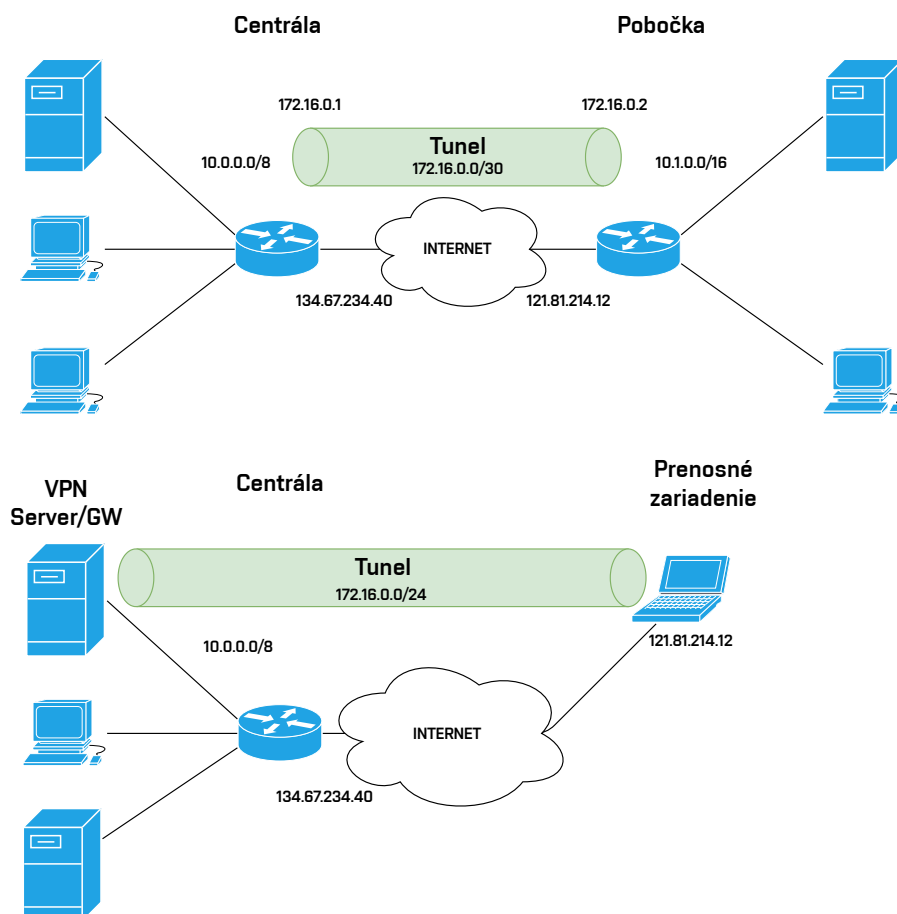 Centrála
Pobočka
172.16.0.1
172.16.0.2
Tunel
172.16.0.0/30
10.0.0.0/8
10.1.0.0/16
INTERNET
134.67.234.40
121.81.214.12
VPN
Server/GW
Centrála
Prenosné
zariadenie
Tunel
172.16.0.0/24
10.0.0.0/8
121.81.214.12
INTERNET
134.67.234.40